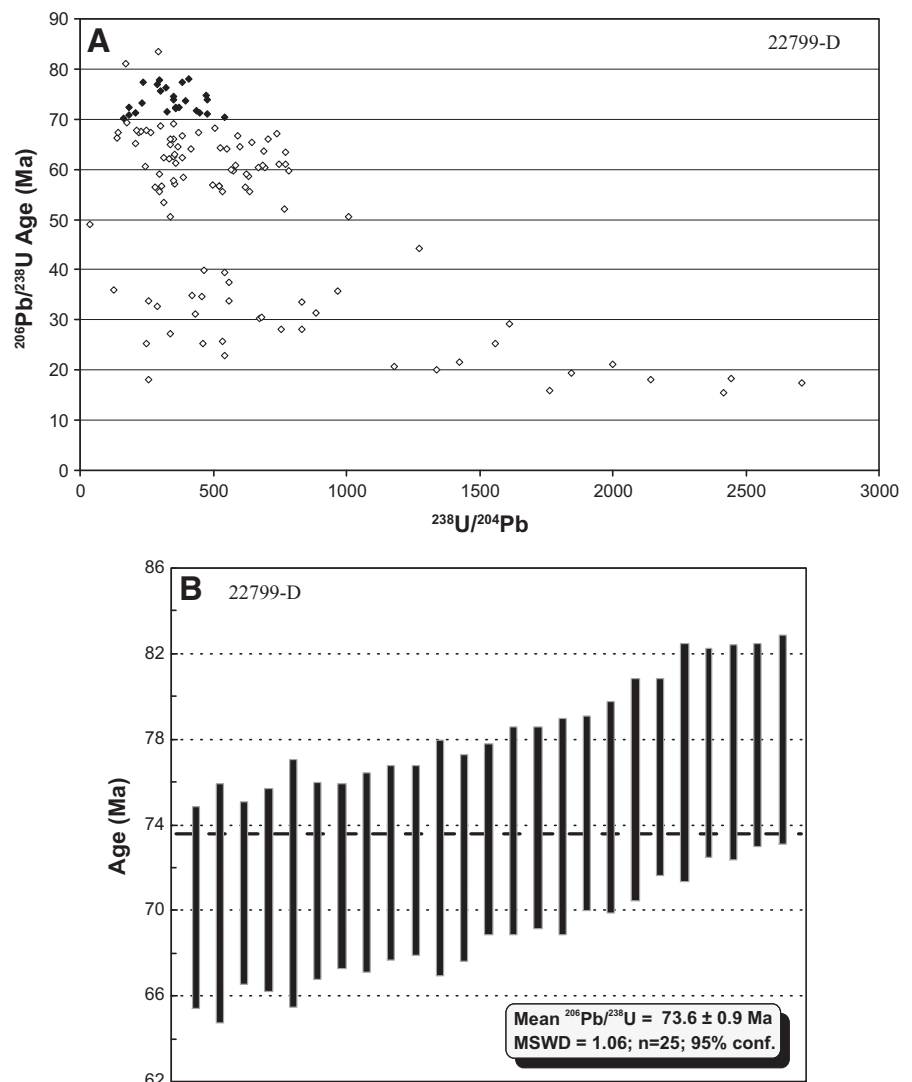 A
22799-D
90
80
70
60
50
40
30
20
10
0
²⁰⁶Pb/²³⁸U Age (Ma)
0 500 1000 1500 2000 2500 3000
²³⁸U/²⁰⁴Pb
B
22799-D
86
82
78
74
70
66
62
Age (Ma)
Mean ²⁰⁶Pb/²³⁸U = 73.6 ± 0.9 Ma
MSWD = 1.06; n=25; 95% conf.